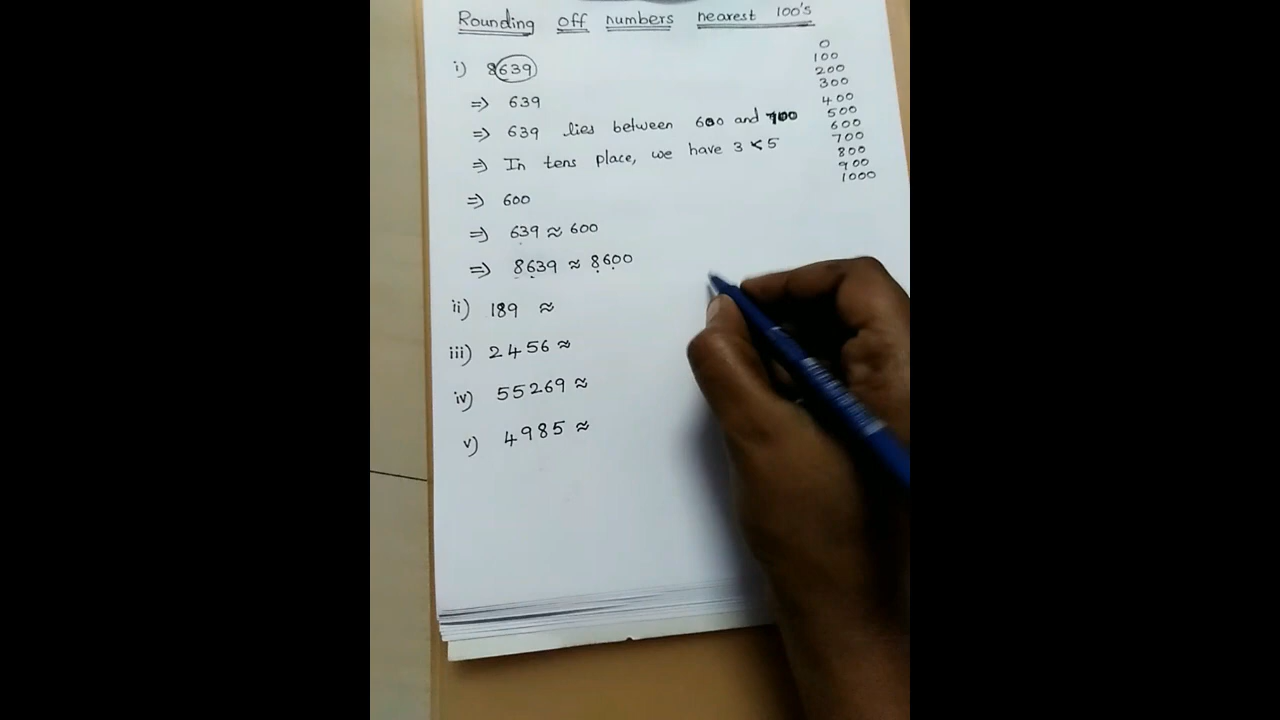 Rounding off numbers nearest 100's
i) 8639
⇒ 639
⇒ 639 lies between 600 and 700
⇒ In tens place, we have 3 < 5
⇒ 600
⇒ 639 ≈ 600
⇒ 8639 ≈ 8600
ii) 189 ≈
iii) 2456 ≈
iv) 55269 ≈
v) 4985 ≈
0
100
200
300
400
500
600
700
800
900
1000